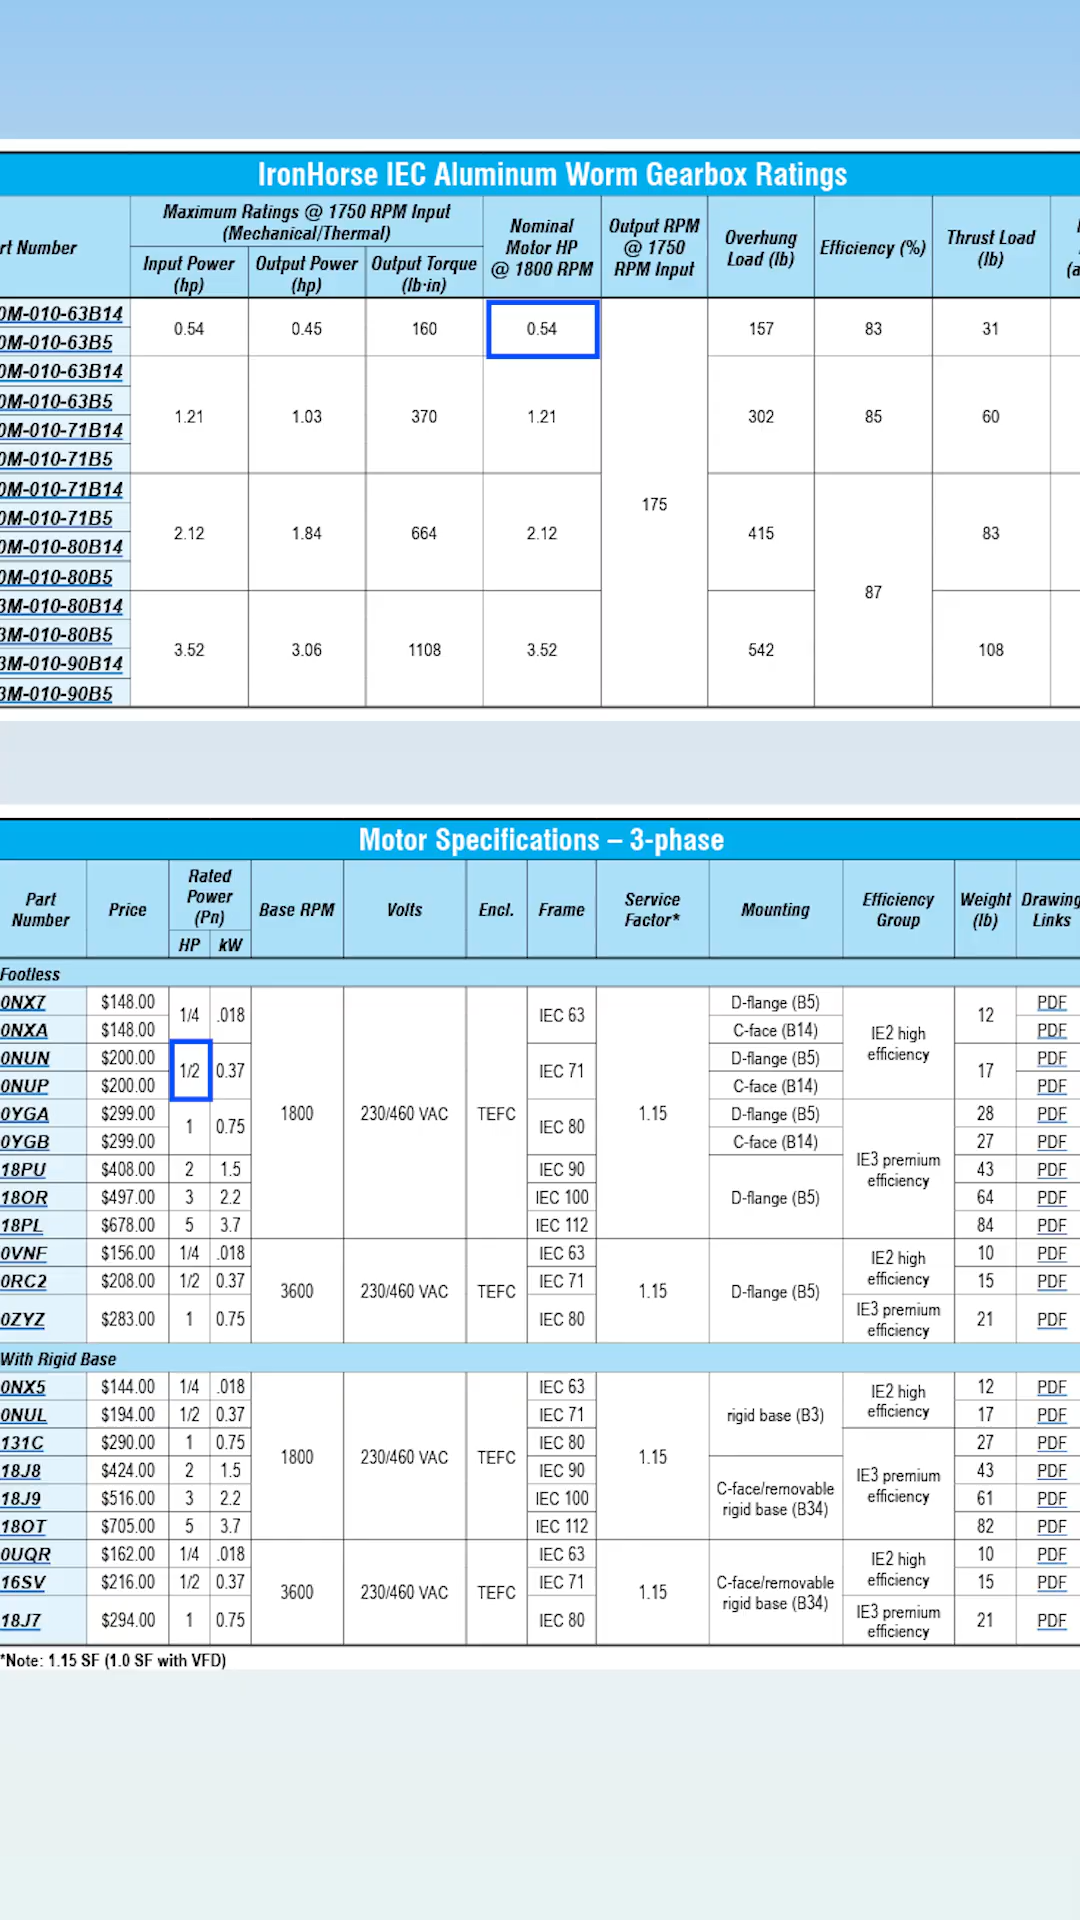 IronHorse IEC Aluminum Worm Gearbox Ratings
rt Number
Maximum Ratings @ 1750 RPM Input
(Mechanical/Thermal)
Input Power
(hp)
Output Power
(hp)
Output Torque
(lb·in)
Nominal
Motor HP
@ 1800 RPM
Output RPM
@ 1750
RPM Input
Overhung
Load (lb)
Efficiency (%)
Thrust Load
(lb)
0M-010-63B14
0M-010-63B5
0.54 0.45 160 0.54 157 83 31
0M-010-63B14
0M-010-63B5
0M-010-71B14
0M-010-71B5
1.21 1.03 370 1.21 302 85 60
175
0M-010-71B14
0M-010-71B5
0M-010-80B14
0M-010-80B5
2.12 1.84 664 2.12 415 83
87
3M-010-80B14
3M-010-80B5
3M-010-90B14
3M-010-90B5
3.52 3.06 1108 3.52 542 108
Motor Specifications – 3-phase
Part
Number
Price
Rated
Power
(Pn)
HP kW
Base RPM
Volts
Encl.
Frame
Service
Factor*
Mounting
Efficiency
Group
Weight
(lb)
Drawing
Links
Footless
0NX7 $148.00 1/4 .018 1800 230/460 VAC TEFC IEC 63 1.15 D-flange (B5) IE2 high
efficiency 12 PDF
0NXA $148.00 C-face (B14) PDF
0NUN $200.00 1/2 0.37 IEC 71 D-flange (B5) 17 PDF
0NUP $200.00 C-face (B14) PDF
0YGA $299.00 1 0.75 IEC 80 D-flange (B5) IE3 premium
efficiency 28 PDF
0YGB $299.00 C-face (B14) 27 PDF
18PU $408.00 2 1.5 IEC 90 D-flange (B5) 43 PDF
18OR $497.00 3 2.2 IEC 100 64 PDF
18PL $678.00 5 3.7 IEC 112 84 PDF
0VNF $156.00 1/4 .018 3600 230/460 VAC TEFC IEC 63 1.15 D-flange (B5) IE2 high
efficiency 10 PDF
0RC2 $208.00 1/2 0.37 IEC 71 15 PDF
0ZYZ $283.00 1 0.75 IEC 80 IE3 premium
efficiency 21 PDF
With Rigid Base
0NX5 $144.00 1/4 .018 1800 230/460 VAC TEFC IEC 63 1.15 rigid base (B3) IE2 high
efficiency 12 PDF
0NUL $194.00 1/2 0.37 IEC 71 17 PDF
131C $290.00 1 0.75 IEC 80 IE3 premium
efficiency 27 PDF
18J8 $424.00 2 1.5 IEC 90 C-face/removable
rigid base (B34) 43 PDF
18J9 $516.00 3 2.2 IEC 100 61 PDF
18OT $705.00 5 3.7 IEC 112 82 PDF
0UQR $162.00 1/4 .018 3600 230/460 VAC TEFC IEC 63 1.15 C-face/removable
rigid base (B34) IE2 high
efficiency 10 PDF
16SV $216.00 1/2 0.37 IEC 71 15 PDF
18J7 $294.00 1 0.75 IEC 80 IE3 premium
efficiency 21 PDF
*Note: 1.15 SF (1.0 SF with VFD)